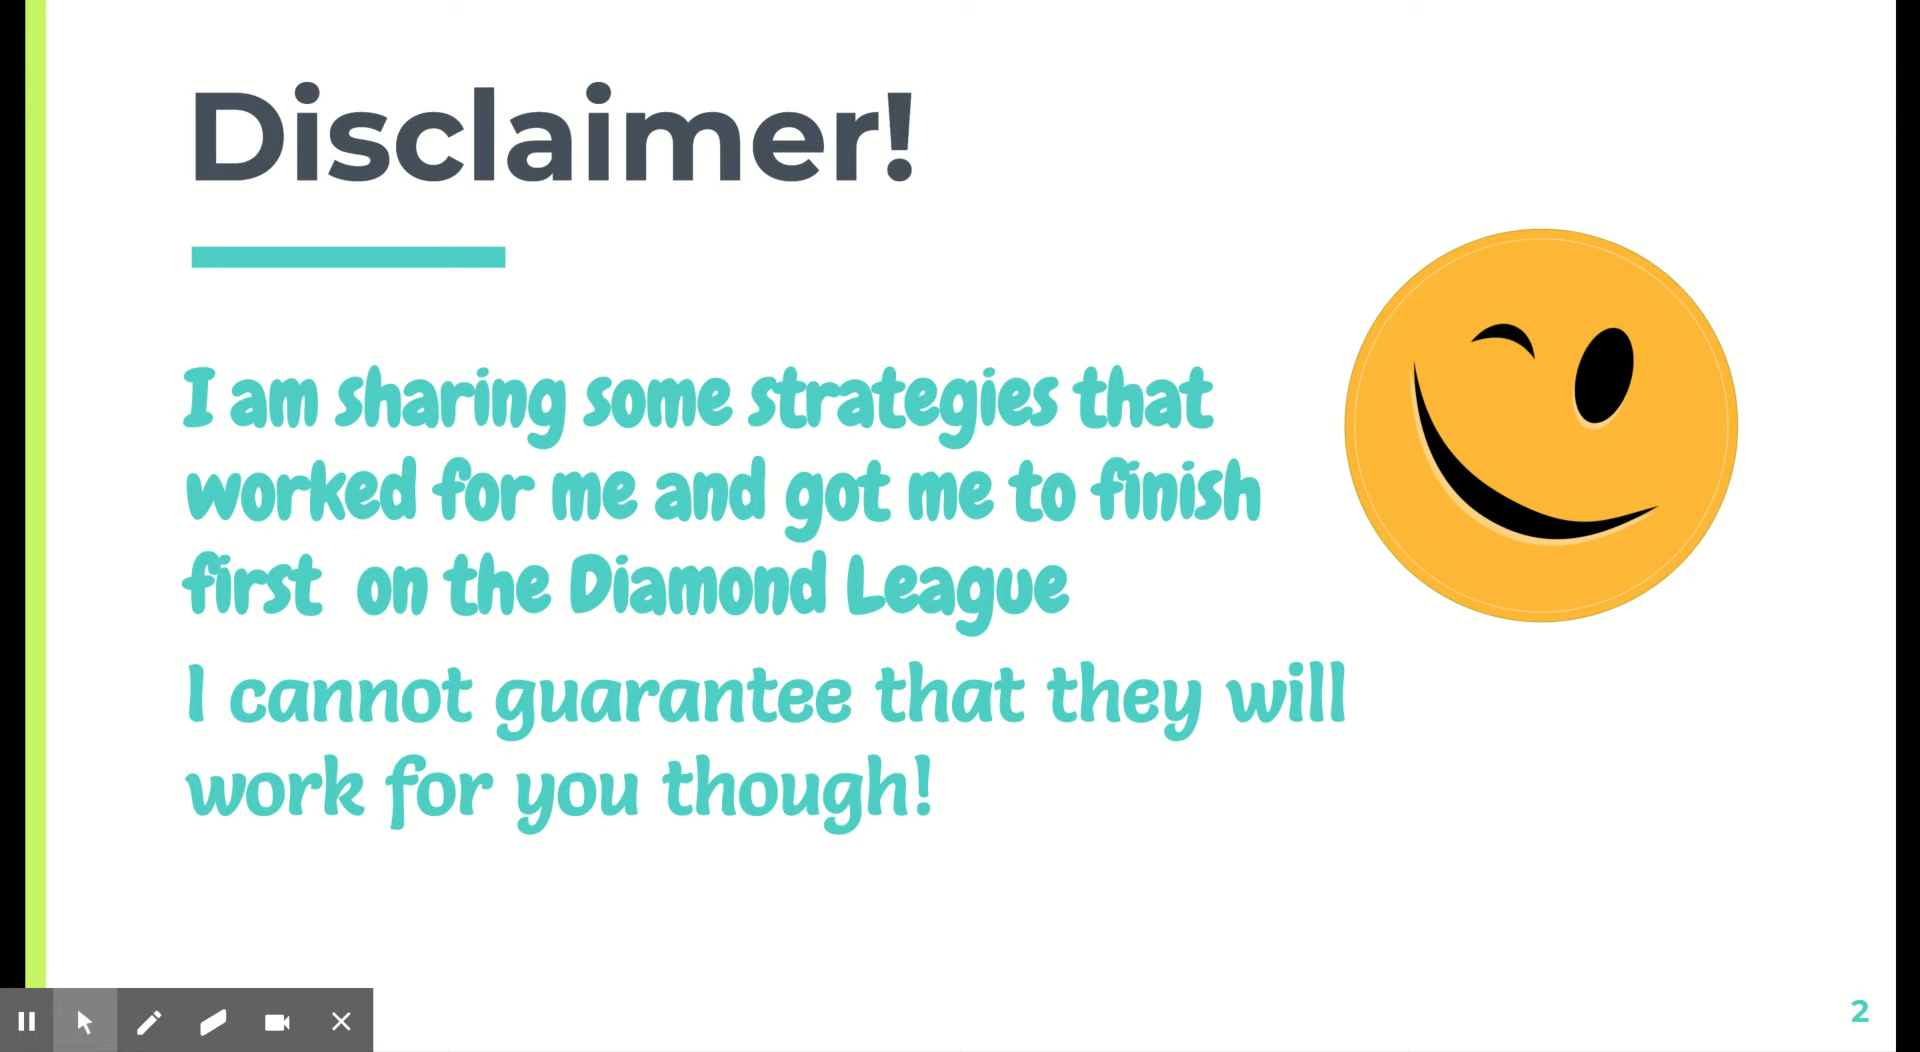 Disclaimer!
I am sharing some strategies that
worked for me and got me to finish
first  on the Diamond League
I cannot guarantee that they will
work for you though!
2